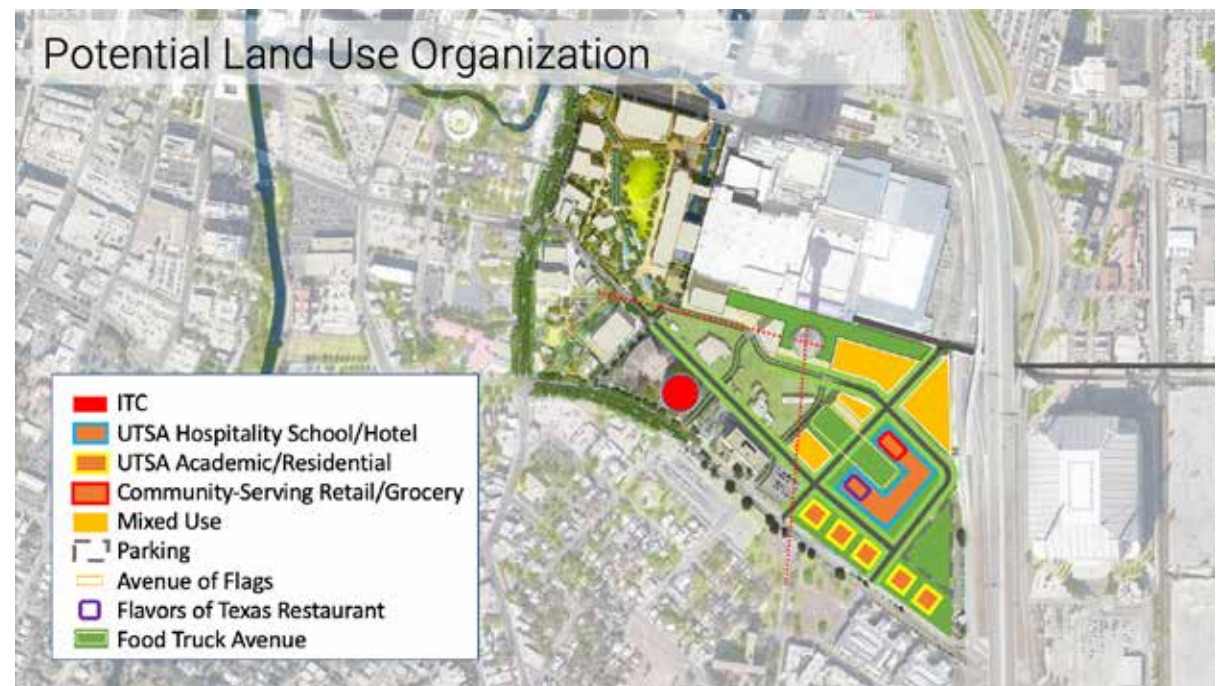 Potential Land Use Organization
ITC
UTSA Hospitality School/Hotel
UTSA Academic/Residential
Community-Serving Retail/Grocery
Mixed Use
Parking
Avenue of Flags
Flavors of Texas Restaurant
Food Truck Avenue